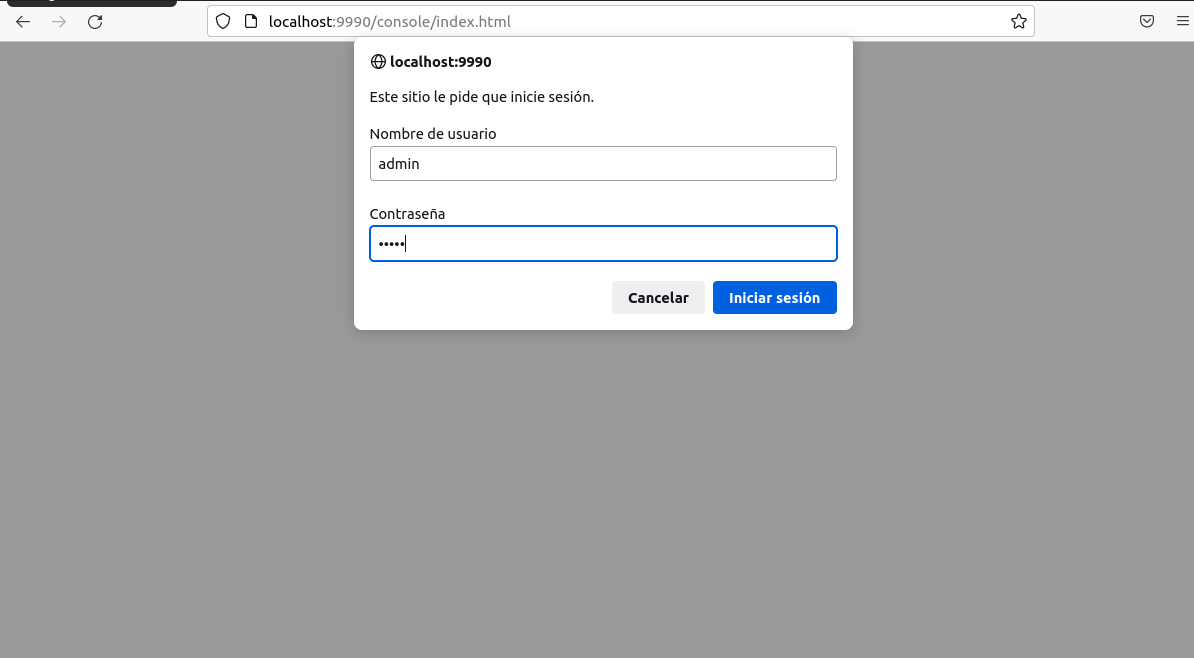 localhost:9990/console/index.html
localhost:9990
Este sitio le pide que inicie sesión.
Nombre de usuario
admin
Contraseña
•••••
Cancelar
Iniciar sesión